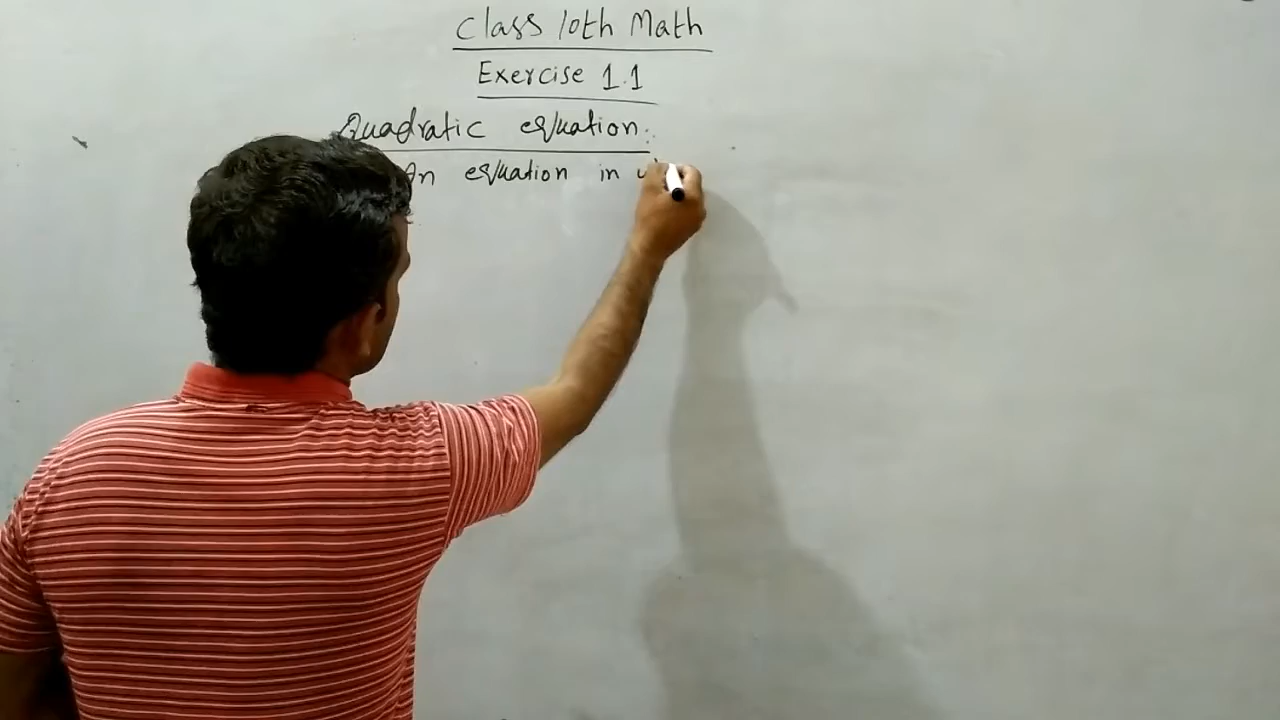 Class 10th Math
Exercise 1.1
Quadratic equation:
An equation in